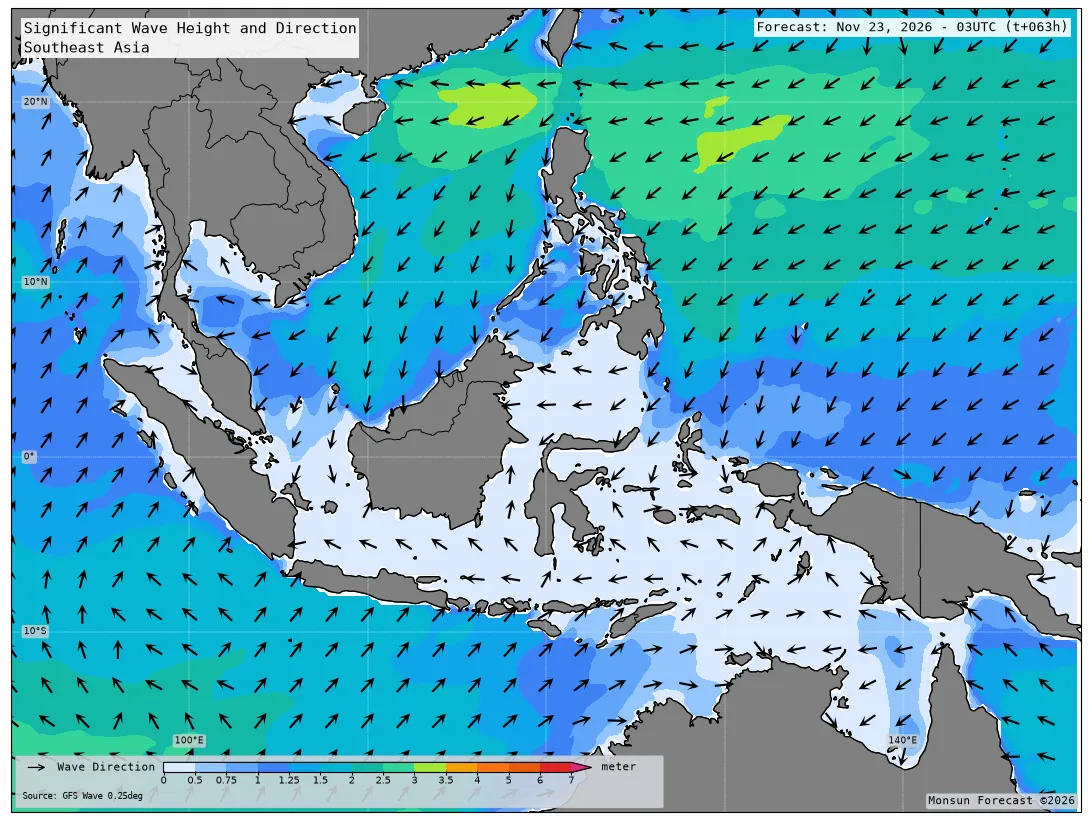 Significant Wave Height and Direction
Southeast Asia
Forecast: Nov 23, 2026 - 03UTC (t+063h)
20°N
10°N
0°
10°S
100°E
140°E
Wave Direction
meter
0 0.5 0.75 1 1.25 1.5 2 2.5 3 3.5 4 5 6 7
Source: GFS Wave 0.25deg
Monsun Forecast ©2026